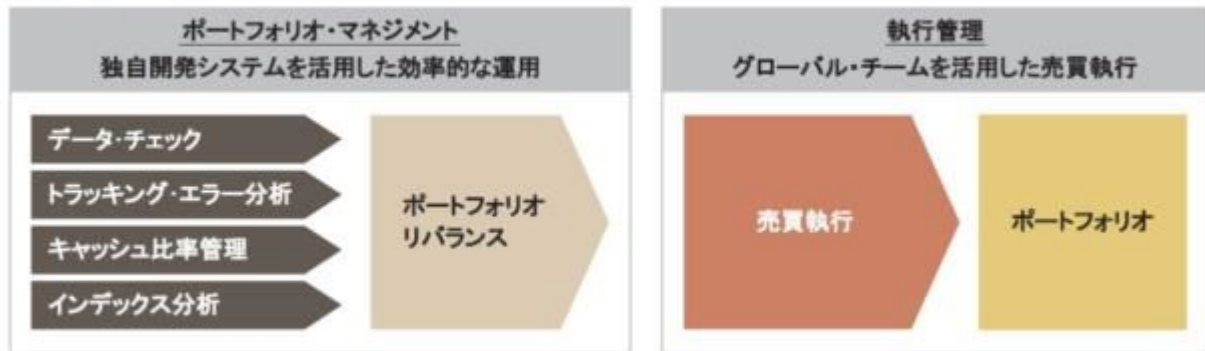 ポートフォリオ・マネジメント
独自開発システムを活用した効率的な運用
データ・チェック
トラッキング・エラー分析
キャッシュ比率管理
インデックス分析
ポートフォリオ
リバランス
執行管理
グローバル・チームを活用した売買執行
売買執行
ポートフォリオ